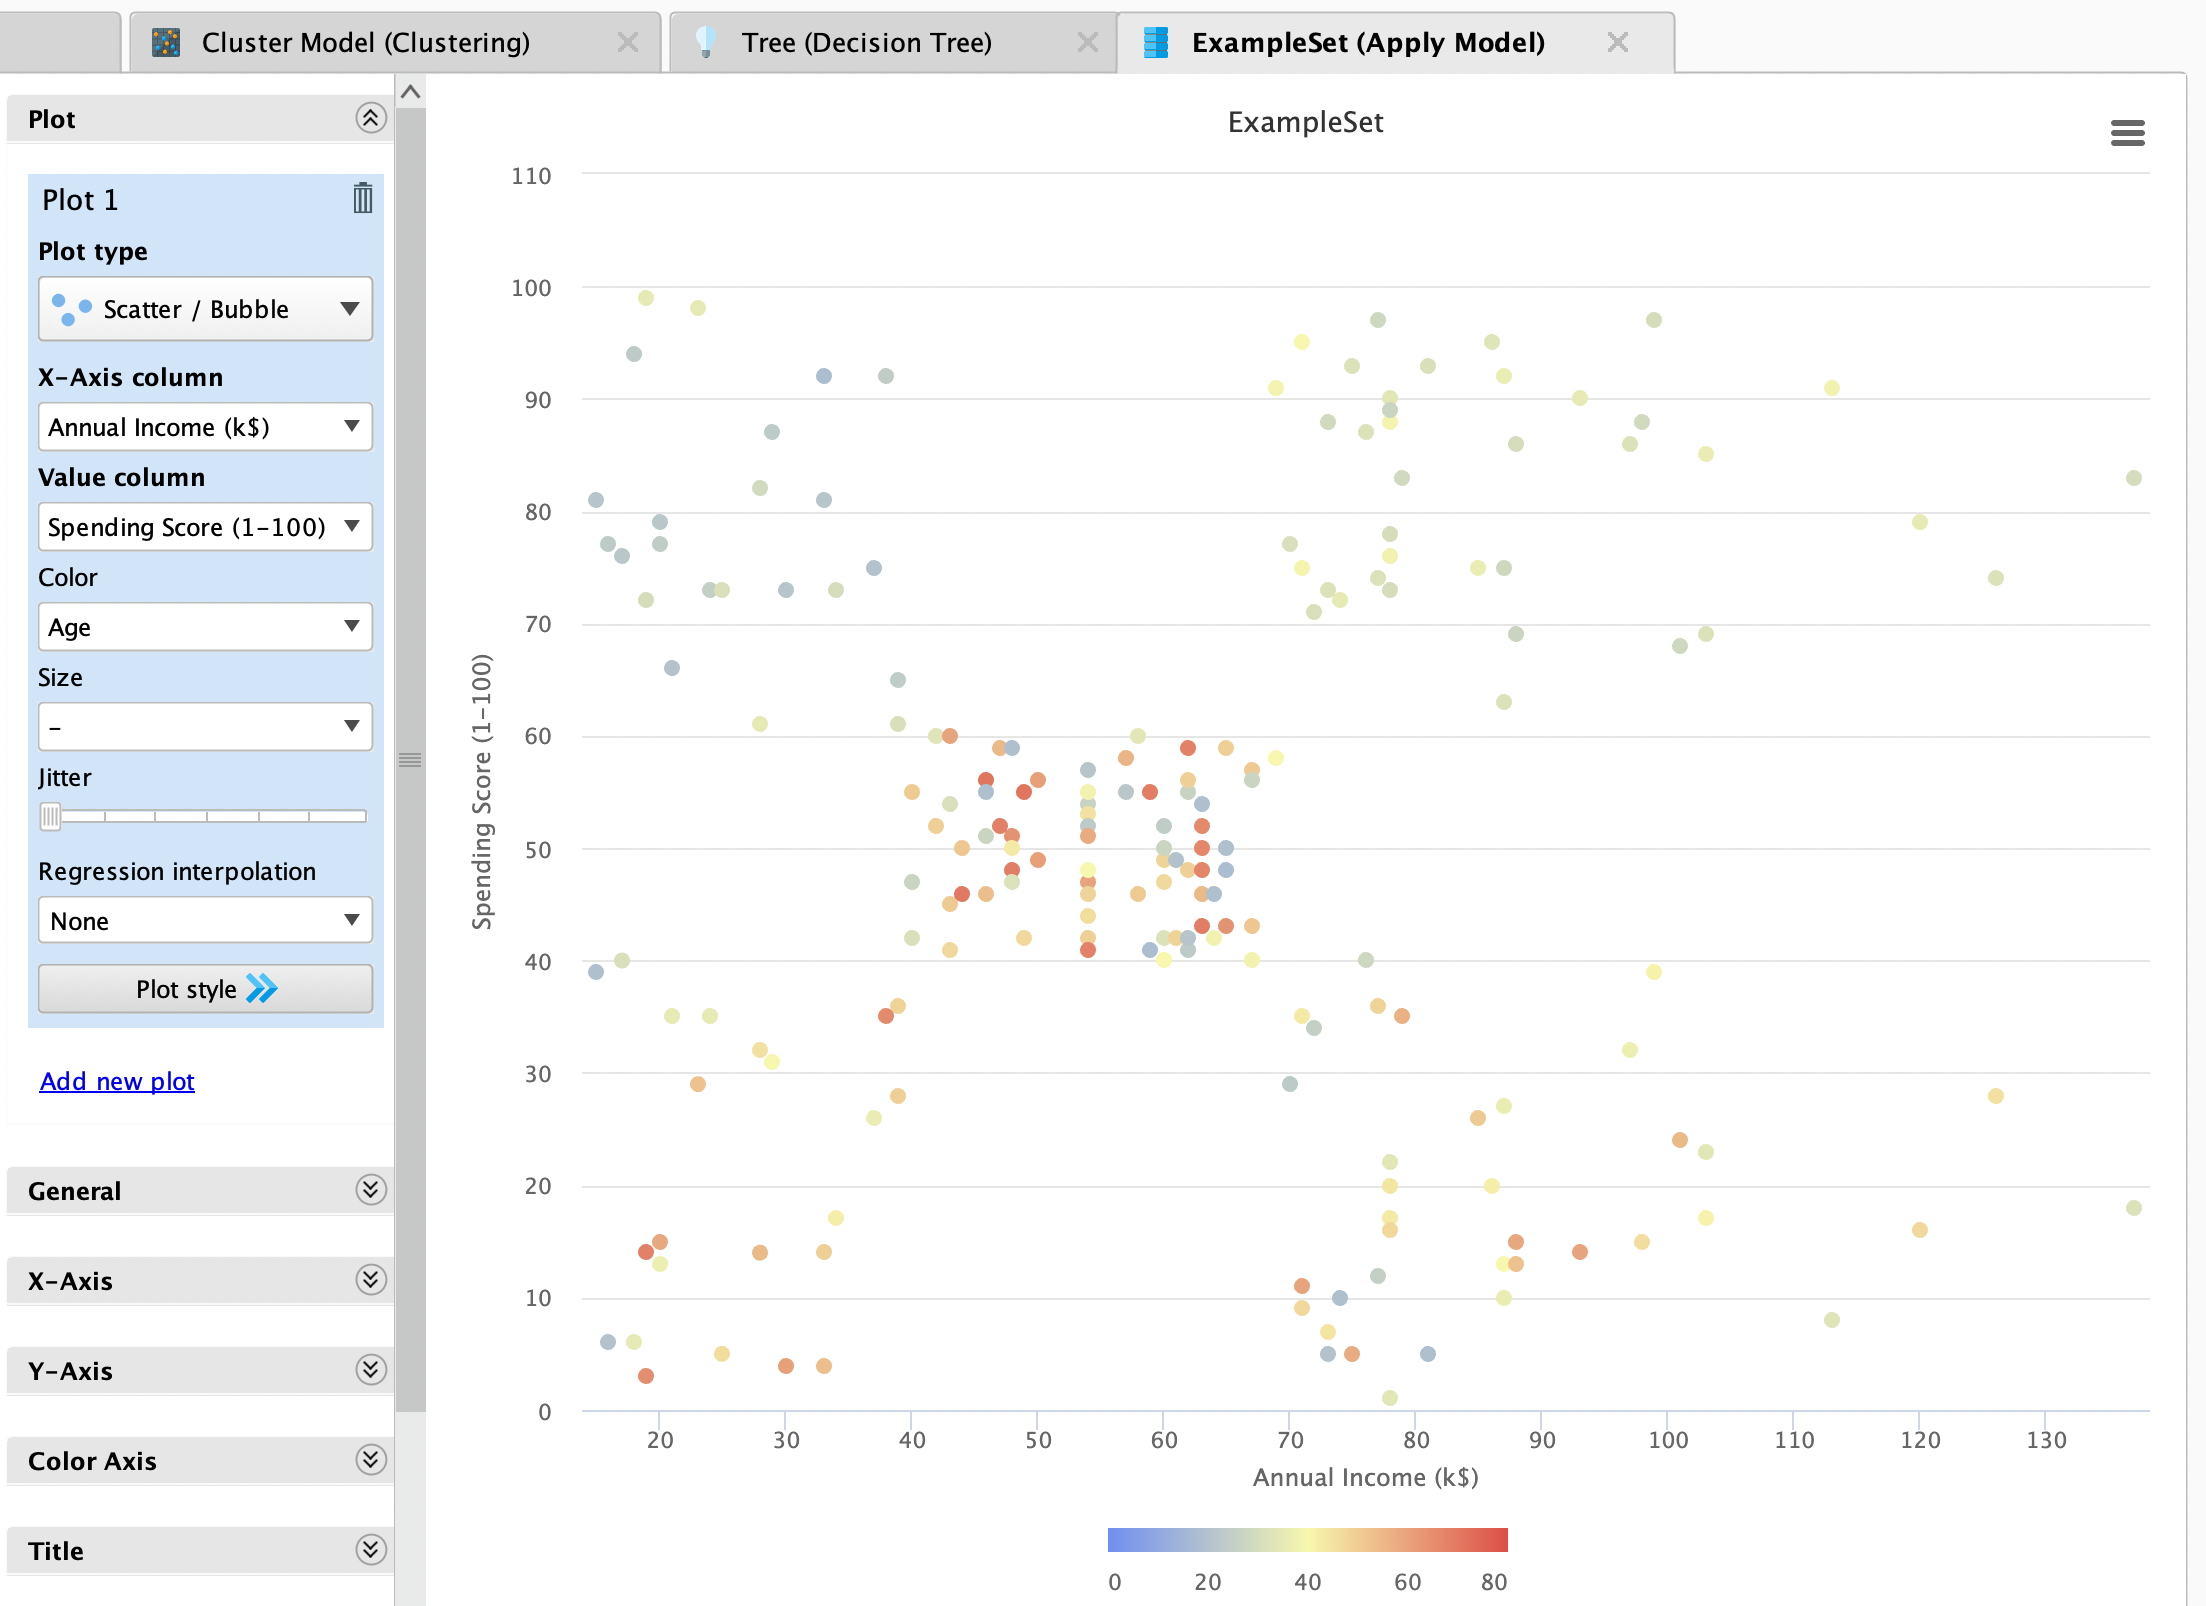 Cluster Model (Clustering)
Tree (Decision Tree)
ExampleSet (Apply Model)
Plot
Plot 1
Plot type
Scatter / Bubble
X-Axis column
Annual Income (k$)
Value column
Spending Score (1-100)
Color
Age
Size
-
Jitter
Regression interpolation
None
Plot style
Add new plot
General
X-Axis
Y-Axis
Color Axis
Title
ExampleSet
110
100
90
80
70
60
50
40
30
20
10
0
Spending Score (1-100)
20 30 40 50 60 70 80 90 100 110 120 130
Annual Income (k$)
0 20 40 60 80